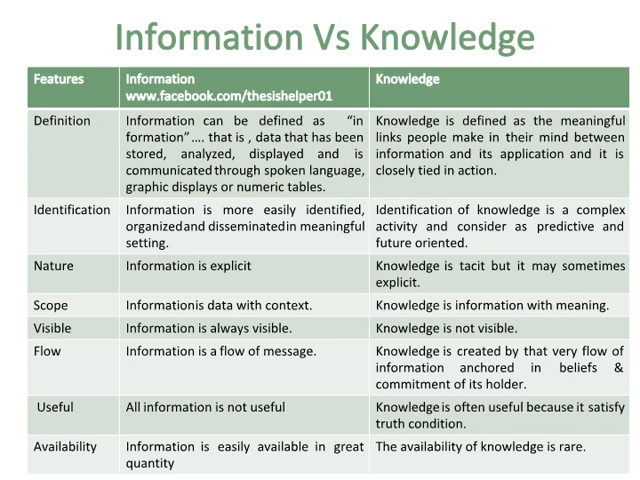 Information Vs Knowledge
Features Information Knowledge
www.facebook.com/thesishelper01
Definition
Information can be defined as “in
formation”.... that is , data that has been
stored, analyzed, displayed and is
communicated through spoken language,
graphic displays or numeric tables.
Knowledge is defined as the meaningful
links people make in their mind between
information and its application and it is
closely tied in action.
Identification
Information is more easily identified,
organized and disseminated in meaningful
setting.
Identification of knowledge is a complex
activity and consider as predictive and
future oriented.
Nature
Information is explicit
Knowledge is tacit but it may sometimes
explicit.
Scope
Informationis data with context.
Knowledge is information with meaning.
Visible
Information is always visible.
Knowledge is not visible.
Flow
Information is a flow of message.
Knowledge is created by that very flow of
information anchored in beliefs &
commitment of its holder.
Useful
All information is not useful
Knowledge is often useful because it satisfy
truth condition.
Availability
Information is easily available in great
quantity
The availability of knowledge is rare.